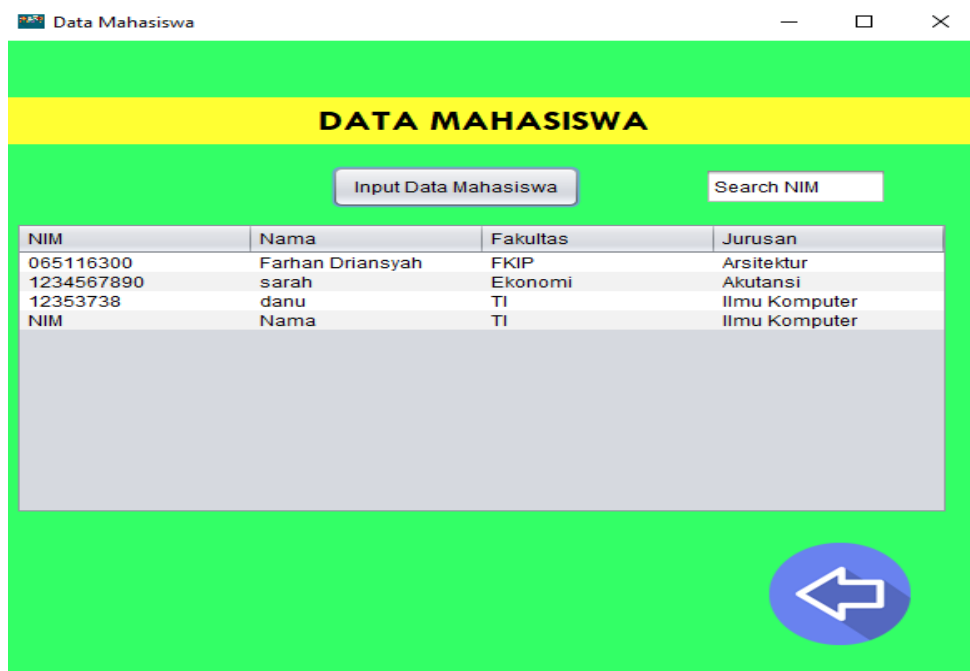 Data Mahasiswa
DATA MAHASISWA
Input Data Mahasiswa Search NIM
NIM Nama Fakultas Jurusan
065116300 Farhan Driansyah FKIP Arsitektur
1234567890 sarah Ekonomi Akutansi
12353738 danu TI Ilmu Komputer
NIM Nama TI Ilmu Komputer